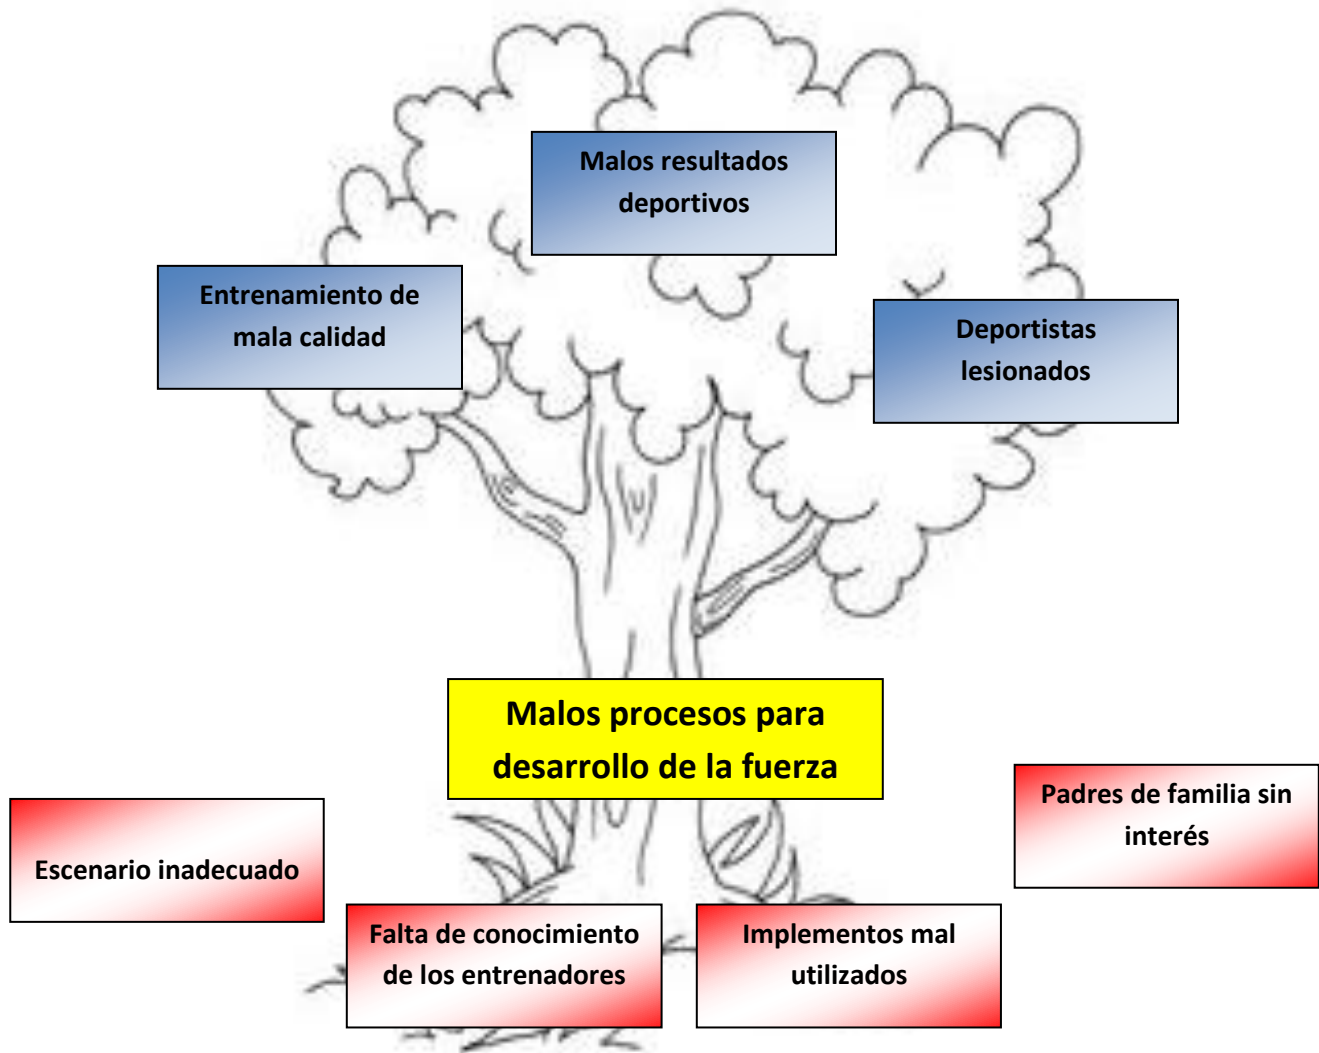 Malos resultados
deportivos
Entrenamiento de
mala calidad
Deportistas
lesionados
Malos procesos para
desarrollo de la fuerza
Padres de familia sin
interés
Escenario inadecuado
Falta de conocimiento
de los entrenadores
Implementos mal
utilizados